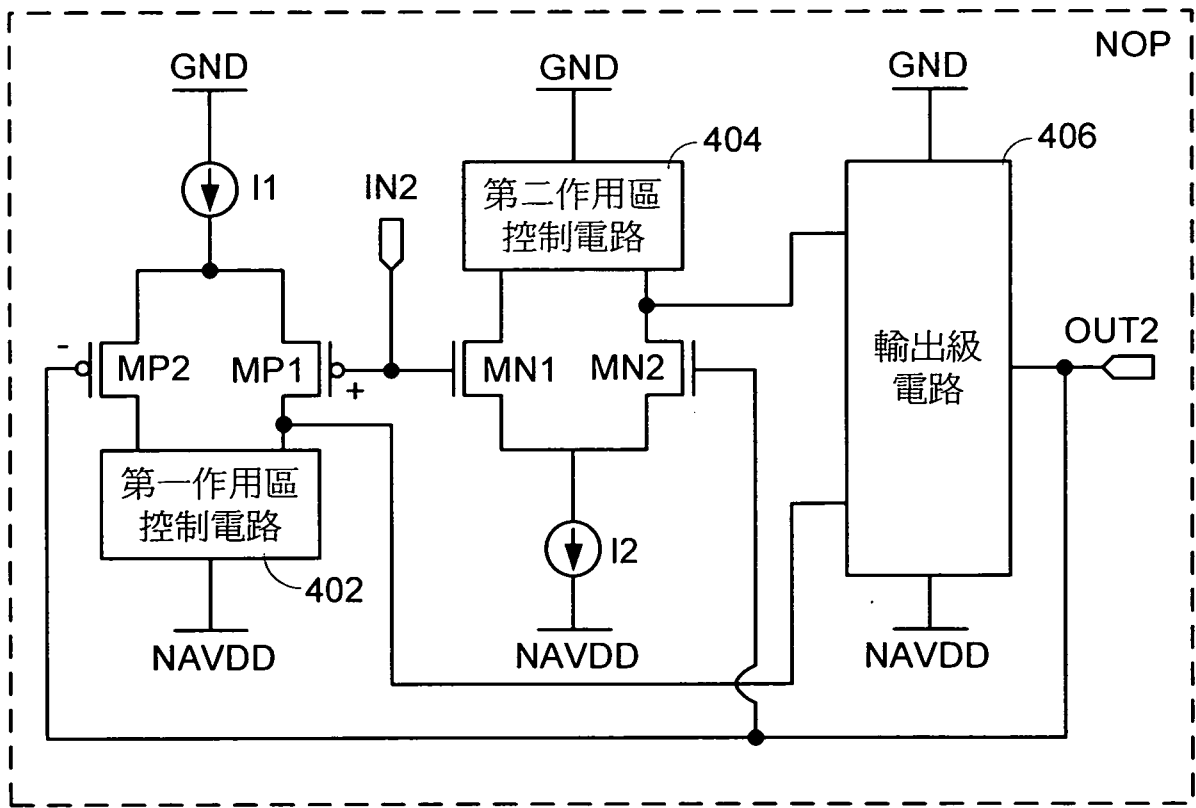 NOP
GND
GND
GND
404
406
I1
IN2
第二作用區
控制電路
OUT2
-
MP2
MP1
+
MN1
MN2
輸出級
電路
第一作用區
控制電路
I2
402
NAVDD
NAVDD
NAVDD